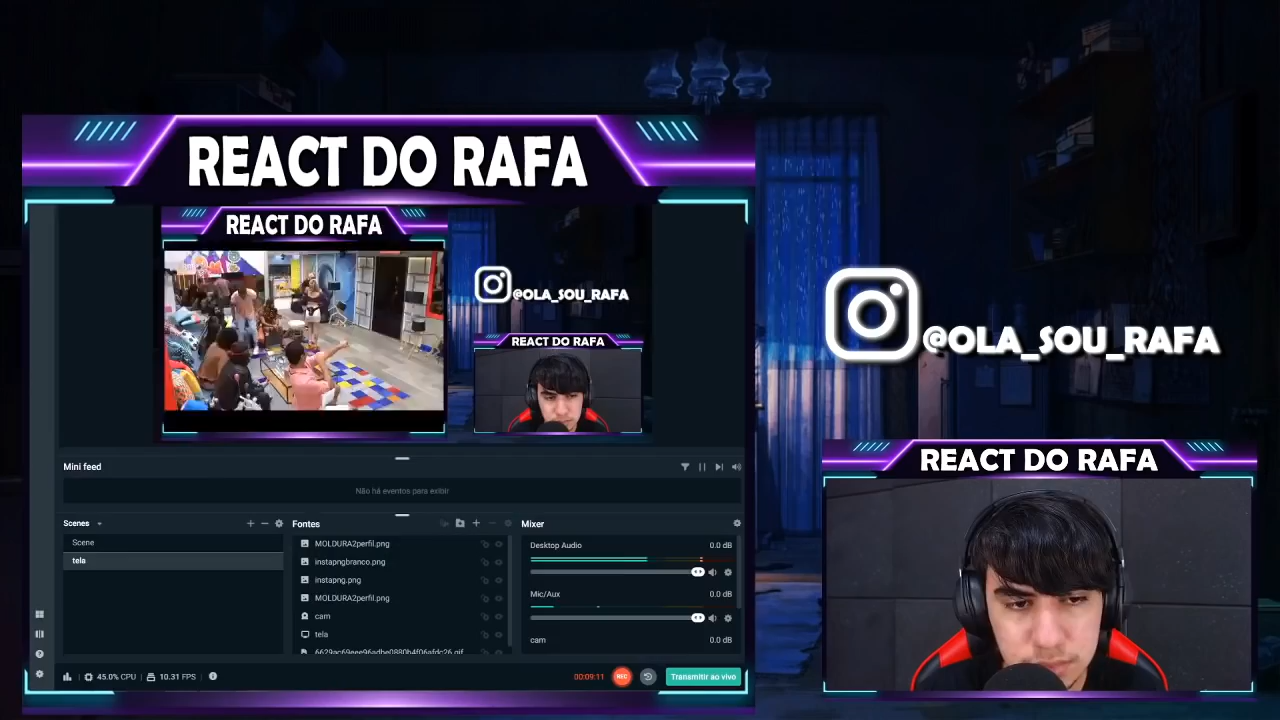 REACT DO RAFA
REACT DO RAFA
@OLA_SOU_RAFA
REACT DO RAFA
@OLA_SOU_RAFA
REACT DO RAFA
Mini feed
Não há eventos para exibir
Scenes
Scene
tela
Fontes
MOLDURA2perfil.png
instapngbranco.png
instapng.png
MOLDURA2perfil.png
cam
tela
Mixer
Desktop Audio 0.0 dB
Mic/Aux 0.0 dB
cam 0.0 dB
45.0% CPU
10.31 FPS
00:09:11
REC
Transmitir ao vivo